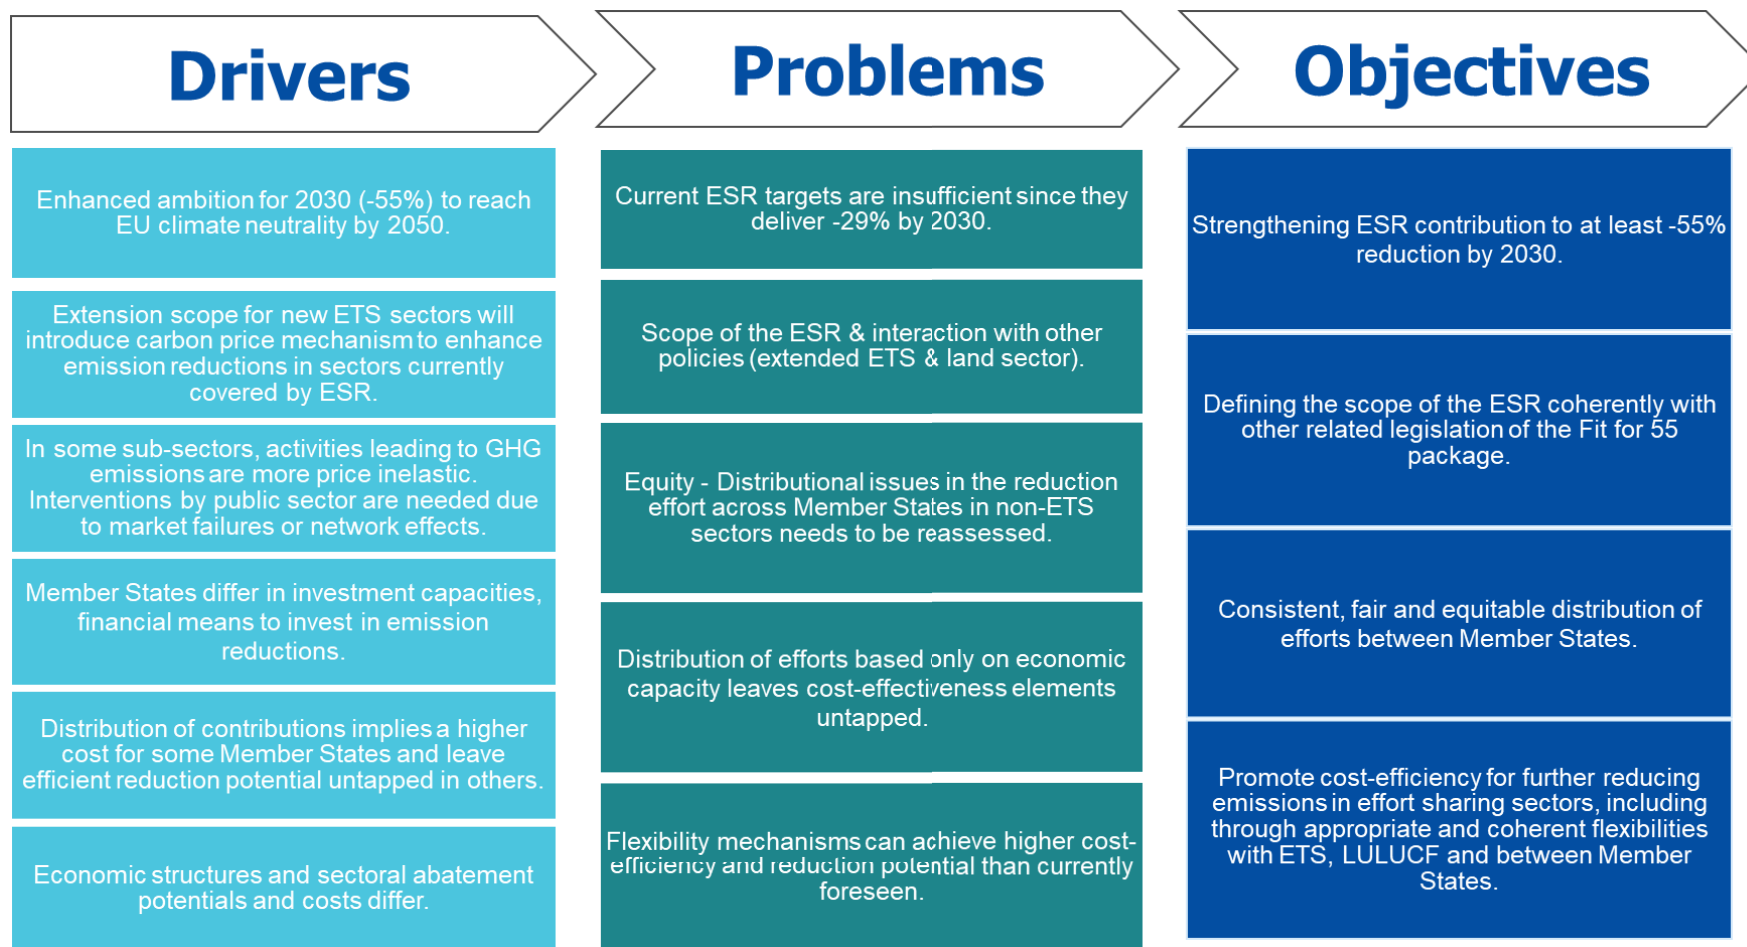 Drivers
Enhanced ambition for 2030 (-55%) to reach
EU climate neutrality by 2050.
Extension scope for new ETS sectors will
introduce carbon price mechanism to enhance
emission reductions in sectors currently
covered by ESR.
In some sub-sectors, activities leading to GHG
emissions are more price inelastic.
Interventions by public sector are needed due
to market failures or network effects.
Member States differ in investment capacities,
financial means to invest in emission
reductions.
Distribution of contributions implies a higher
cost for some Member States and leave
efficient reduction potential untapped in others.
Economic structures and sectoral abatement
potentials and costs differ.
Problems
Current ESR targets are insufficient since they
deliver -29% by 2030.
Scope of the ESR & interaction with other
policies (extended ETS & land sector).
Equity - Distributional issues in the reduction
effort across Member States in non-ETS
sectors needs to be reassessed.
Distribution of efforts based only on economic
capacity leaves cost-effectiveness elements
untapped.
Flexibility mechanisms can achieve higher cost-
efficiency and reduction potential than currently
foreseen.
Objectives
Strengthening ESR contribution to at least -55%
reduction by 2030.
Defining the scope of the ESR coherently with
other related legislation of the Fit for 55
package.
Consistent, fair and equitable distribution of
efforts between Member States.
Promote cost-efficiency for further reducing
emissions in effort sharing sectors, including
through appropriate and coherent flexibilities
with ETS, LULUCF and between Member
States.